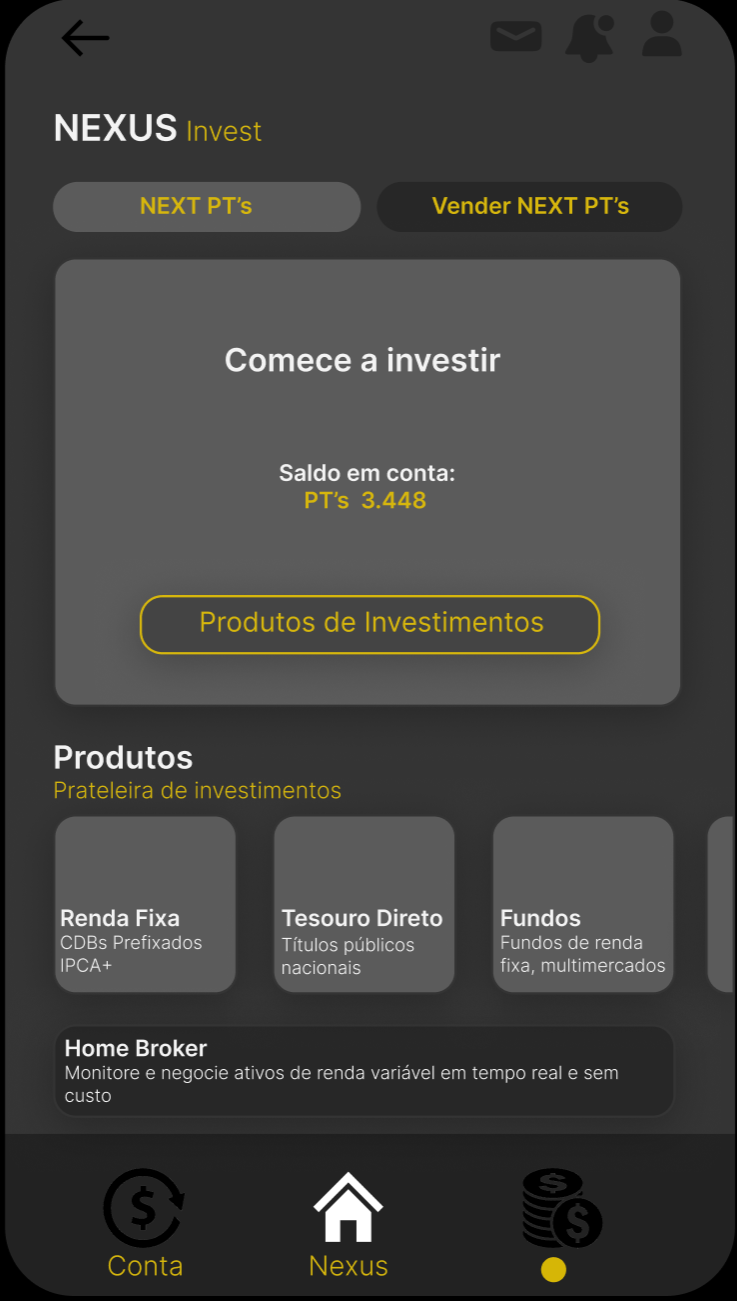 NEXUS Invest
NEXT PT’s
Vender NEXT PT’s
Comece a investir
Saldo em conta:
PT’s 3.448
Produtos de Investimentos
Produtos
Prateleira de investimentos
Renda Fixa
CDBs Prefixados
IPCA+
Tesouro Direto
Títulos públicos
nacionais
Fundos
Fundos de renda
fixa, multimercados
Home Broker
Monitore e negocie ativos de renda variável em tempo real e sem
custo
Conta
Nexus